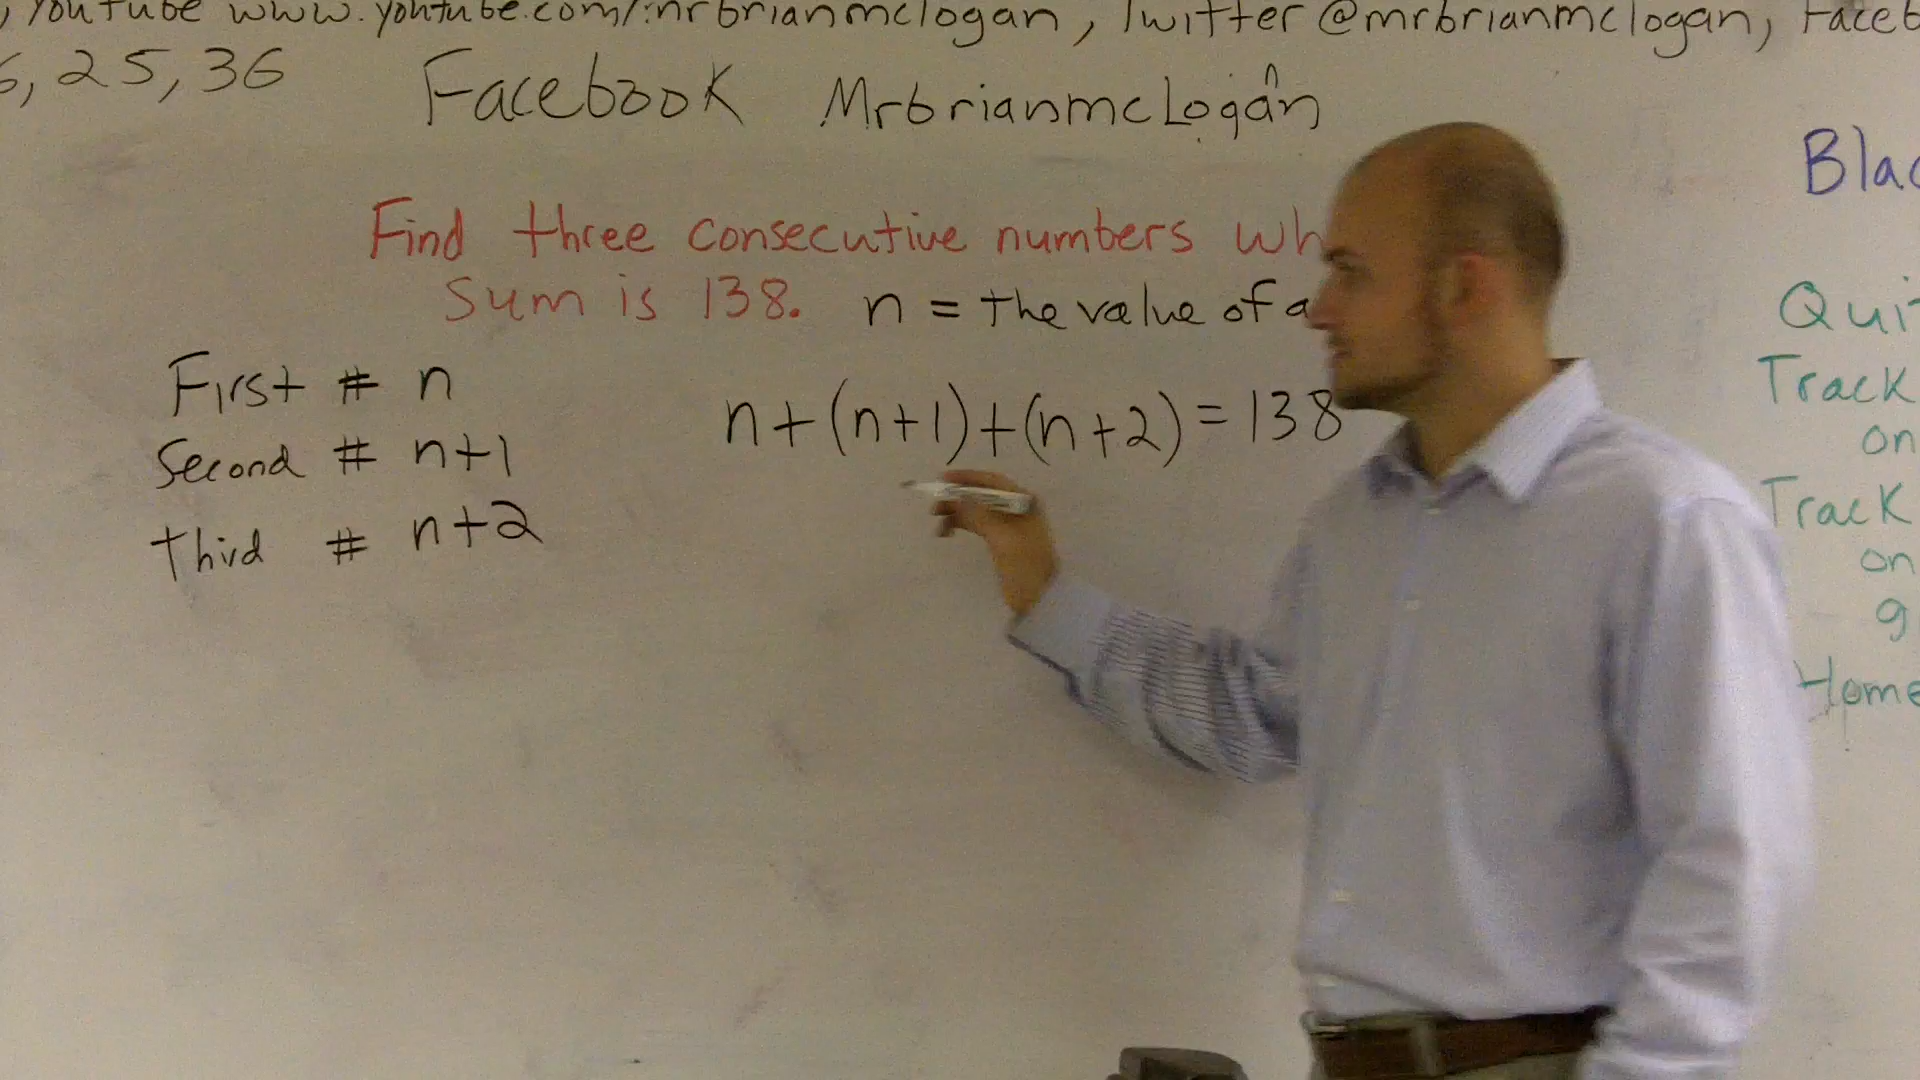 YouTube www.youtube.com/mrbrianmclogan, Twitter @mrbrianmclogan, Faceb
, 25, 36
Facebook MrbrianmcLogan
Find three consecutive numbers wh
Sum is 138. n = the value of a
First # n
Second # n+1
third # n+2
n+(n+1)+(n+2)=138
Blac
Qui
Track
on
Track
on
9
Home